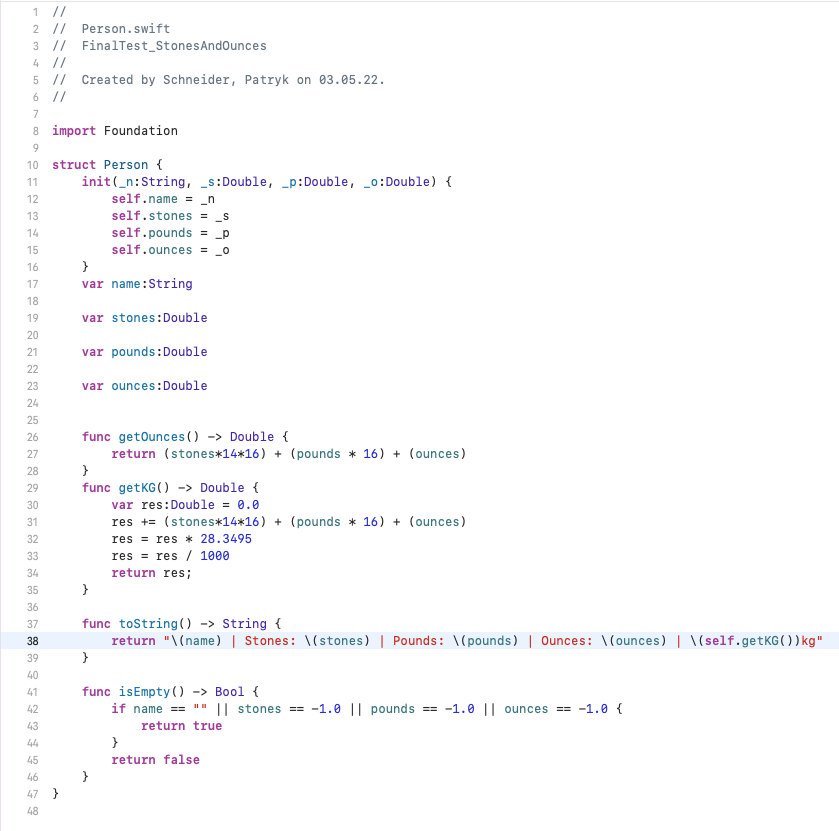 1 //
2 //  Person.swift
3 //  FinalTest_StonesAndOunces
4 //
5 //  Created by Schneider, Patryk on 03.05.22.
6 //
7
8 import Foundation
9
10 struct Person {
11     init(_n:String, _s:Double, _p:Double, _o:Double) {
12         self.name = _n
13         self.stones = _s
14         self.pounds = _p
15         self.ounces = _o
16     }
17     var name:String
18
19     var stones:Double
20
21     var pounds:Double
22
23     var ounces:Double
24
25
26     func getOunces() -> Double {
27         return (stones*14*16) + (pounds * 16) + (ounces)
28     }
29     func getKG() -> Double {
30         var res:Double = 0.0
31         res += (stones*14*16) + (pounds * 16) + (ounces)
32         res = res * 28.3495
33         res = res / 1000
34         return res;
35     }
36
37     func toString() -> String {
38         return "\(name) | Stones: \(stones) | Pounds: \(pounds) | Ounces: \(ounces) | \(self.getKG())kg"
39     }
40
41     func isEmpty() -> Bool {
42         if name == "" || stones == -1.0 || pounds == -1.0 || ounces == -1.0 {
43             return true
44         }
45         return false
46     }
47 }
48